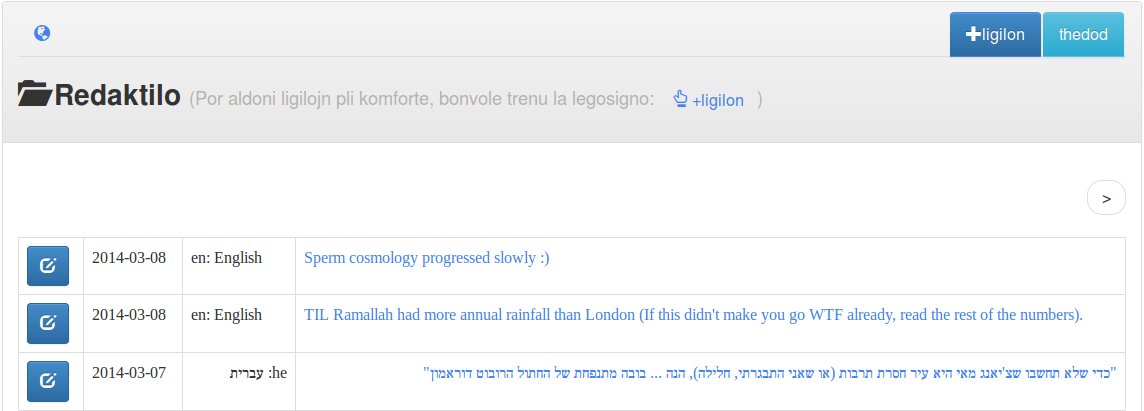 ligilon thedod
Redaktilo (Por aldoni ligilojn pli komforte, bonvole trenu la legosigno: +ligilon )
>
2014-03-08 en: English Sperm cosmology progressed slowly :)
2014-03-08 en: English TIL Ramallah had more annual rainfall than London (If this didn't make you go WTF already, read the rest of the numbers).
2014-03-07 he: עברית "כדי שלא תחשבו שצ'יאנג מאי היא עיר חסרת תרבות (או שאני התבגרתי, חלילה), הנה ... בובה מתנפחת של החתול הרובוט דוראמון"